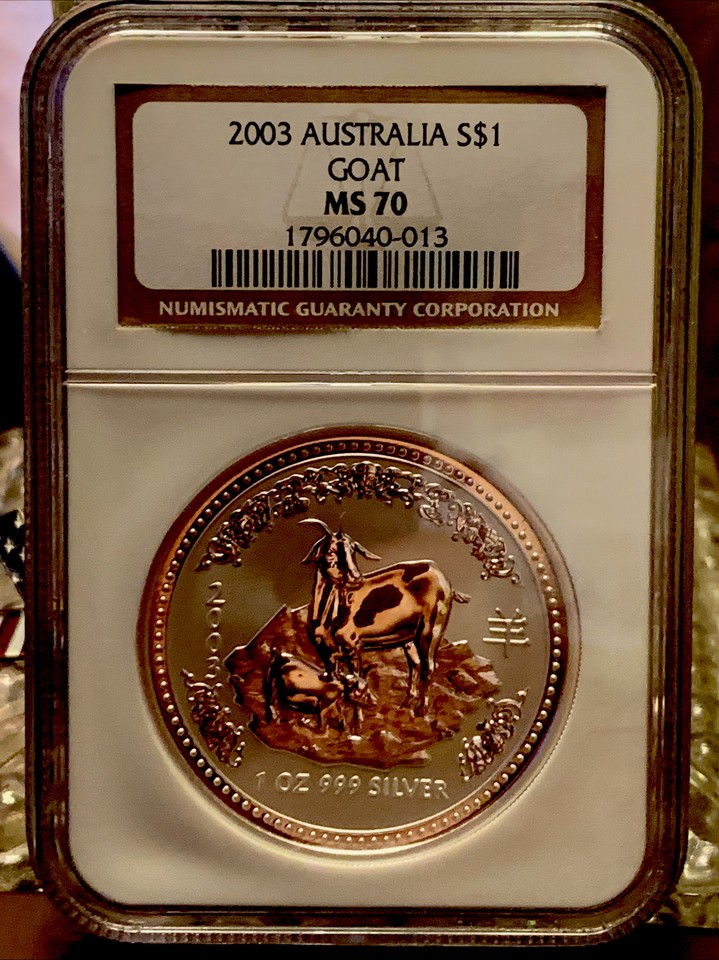 2003 AUSTRALIA S$1
GOAT
MS 70
1796040-013
NUMISMATIC GUARANTY CORPORATION
2003
羊
1 OZ 999 SILVER